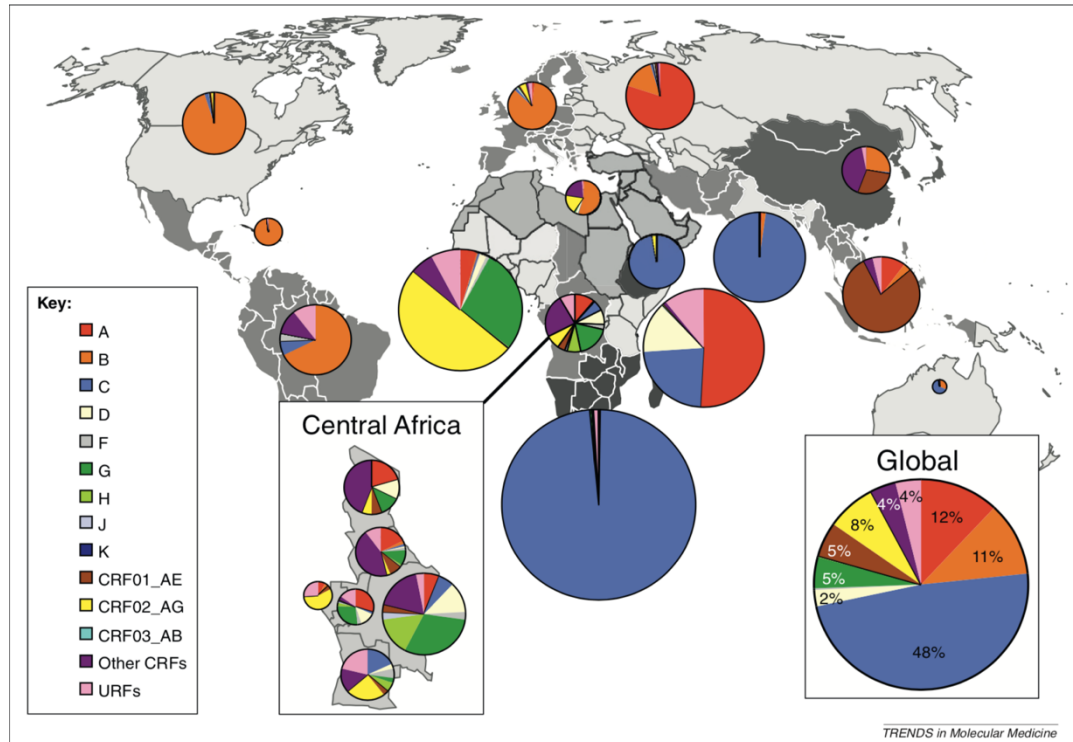 Key:
A
B
C
D
F
G
H
J
K
CRF01_AE
CRF02_AG
CRF03_AB
Other CRFs
URFs
Central Africa
Global
4%
4%
12%
8%
11%
5%
5%
2%
48%
TRENDS in Molecular Medicine